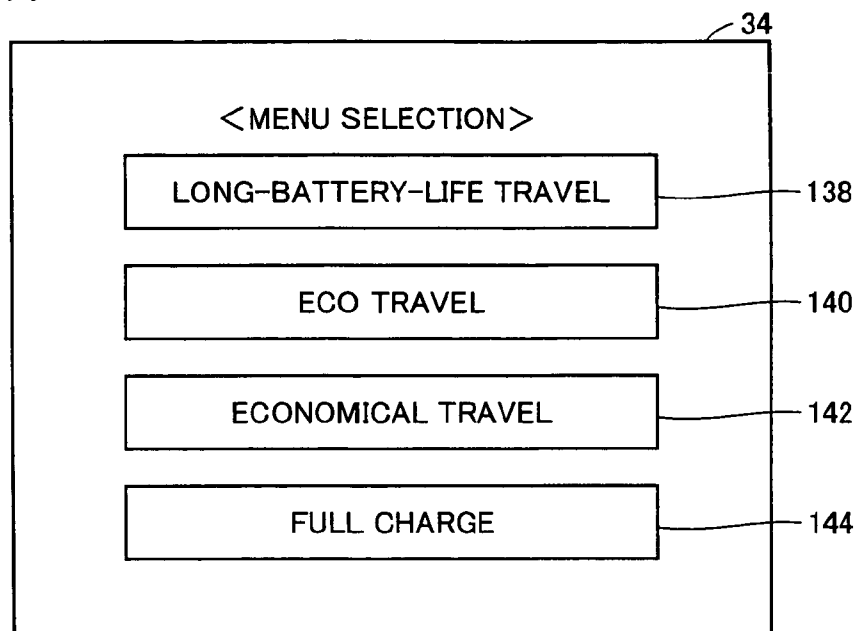 34
<MENU SELECTION>
LONG-BATTERY-LIFE TRAVEL 138
ECO TRAVEL 140
ECONOMICAL TRAVEL 142
FULL CHARGE 144